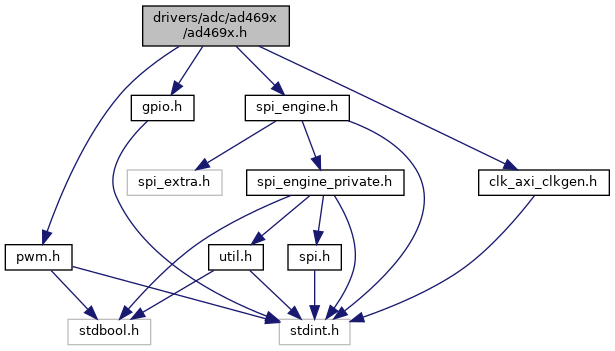 drivers/adc/ad469x
/ad469x.h
gpio.h
spi_engine.h
spi_extra.h
spi_engine_private.h
clk_axi_clkgen.h
pwm.h
util.h
spi.h
stdbool.h
stdint.h